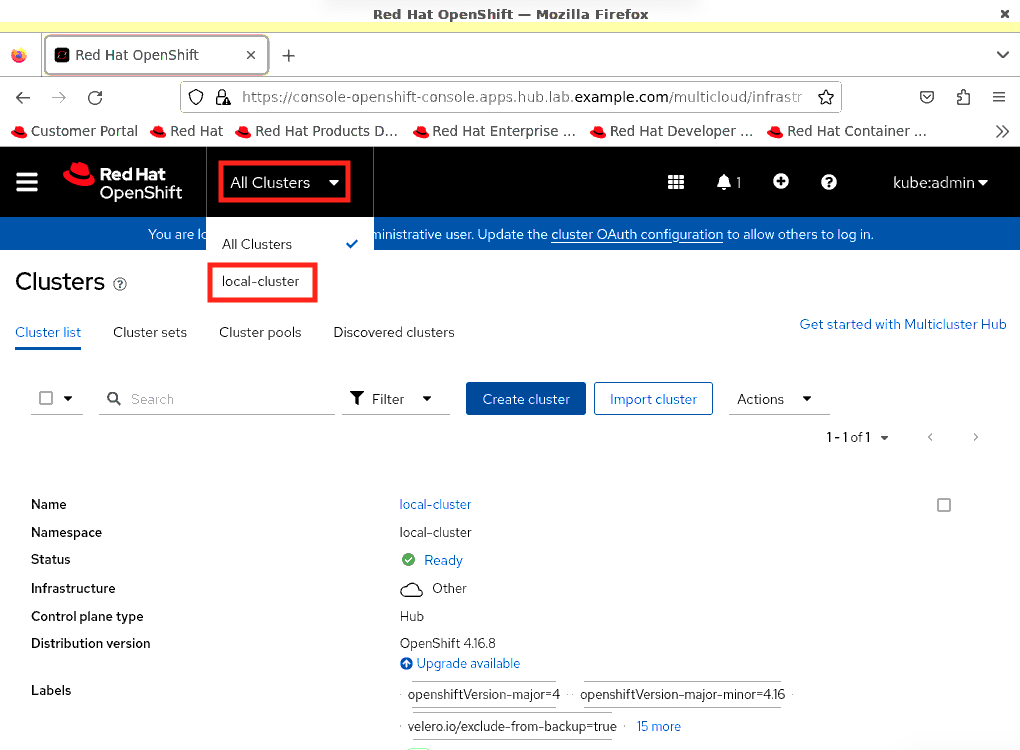 Red Hat OpenShift — Mozilla Firefox
Red Hat OpenShift
https://console-openshift-console.apps.hub.lab.example.com/multicloud/infrastr
Customer Portal Red Hat Red Hat Products D... Red Hat Enterprise ... Red Hat Developer ... Red Hat Container ...
Red Hat
OpenShift
All Clusters
1
kube:admin
You are lo
ministrative user. Update the cluster OAuth configuration to allow others to log in.
All Clusters
local-cluster
Clusters
Cluster list Cluster sets Cluster pools Discovered clusters
Get started with Multicluster Hub
Search Filter Create cluster Import cluster Actions
1 - 1 of 1
Name local-cluster
Namespace local-cluster
Status Ready
Infrastructure Other
Control plane type Hub
Distribution version OpenShift 4.16.8
Upgrade available
Labels openshiftVersion-major=4 openshiftVersion-major-minor=4.16
velero.io/exclude-from-backup=true 15 more